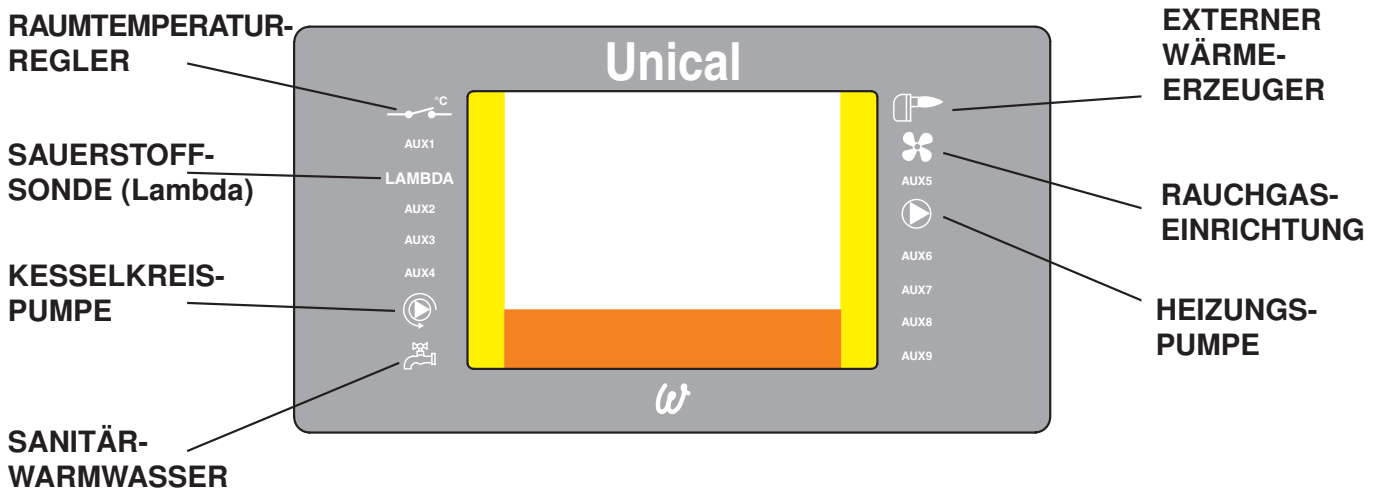 RAUMTEMPERATUR-
REGLER
SAUERSTOFF-
SONDE (Lambda)
KESSELKREIS-
PUMPE
SANITÄR-
WARMWASSER
Unical
°C
AUX1
LAMBDA
AUX2
AUX3
AUX4
AUX5
AUX6
AUX7
AUX8
AUX9
EXTERNER
WÄRME-
ERZEUGER
RAUCHGAS-
EINRICHTUNG
HEIZUNGS-
PUMPE